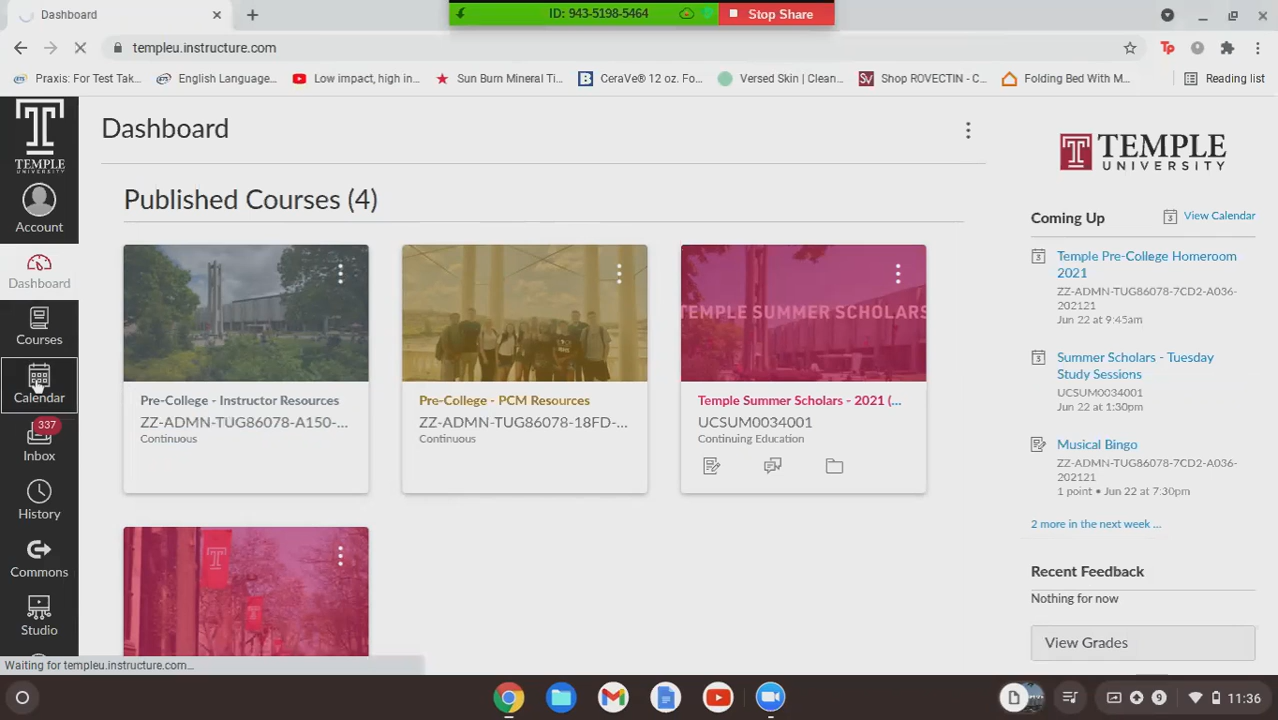 Dashboard
ID: 943-5198-5464
Stop Share
templeu.instructure.com
Praxis: For Test Tak...
English Language...
Low impact, high in...
Sun Burn Mineral Ti...
CeraVe® 12 oz. Fo...
Versed Skin | Clean...
Shop ROVECTIN - C...
Folding Bed With M...
Reading list
TEMPLE
UNIVERSITY
Account
Dashboard
Courses
Calendar
337
Inbox
History
Commons
Studio
Dashboard
Published Courses (4)
Pre-College - Instructor Resources
ZZ-ADMN-TUG86078-A150-...
Continuous
Pre-College - PCM Resources
ZZ-ADMN-TUG86078-18FD-...
Continuous
TEMPLE SUMMER SCHOLARS
Temple Summer Scholars - 2021 (...
UCSUM0034001
Continuing Education
TEMPLE
UNIVERSITY
Coming Up
View Calendar
Temple Pre-College Homeroom
2021
ZZ-ADMN-TUG86078-7CD2-A036-
202121
Jun 22 at 9:45am
Summer Scholars - Tuesday
Study Sessions
UCSUM0034001
Jun 22 at 1:30pm
Musical Bingo
ZZ-ADMN-TUG86078-7CD2-A036-
202121
1 point • Jun 22 at 7:30pm
2 more in the next week ...
Recent Feedback
Nothing for now
View Grades
Waiting for templeu.instructure.com...
9
11:36